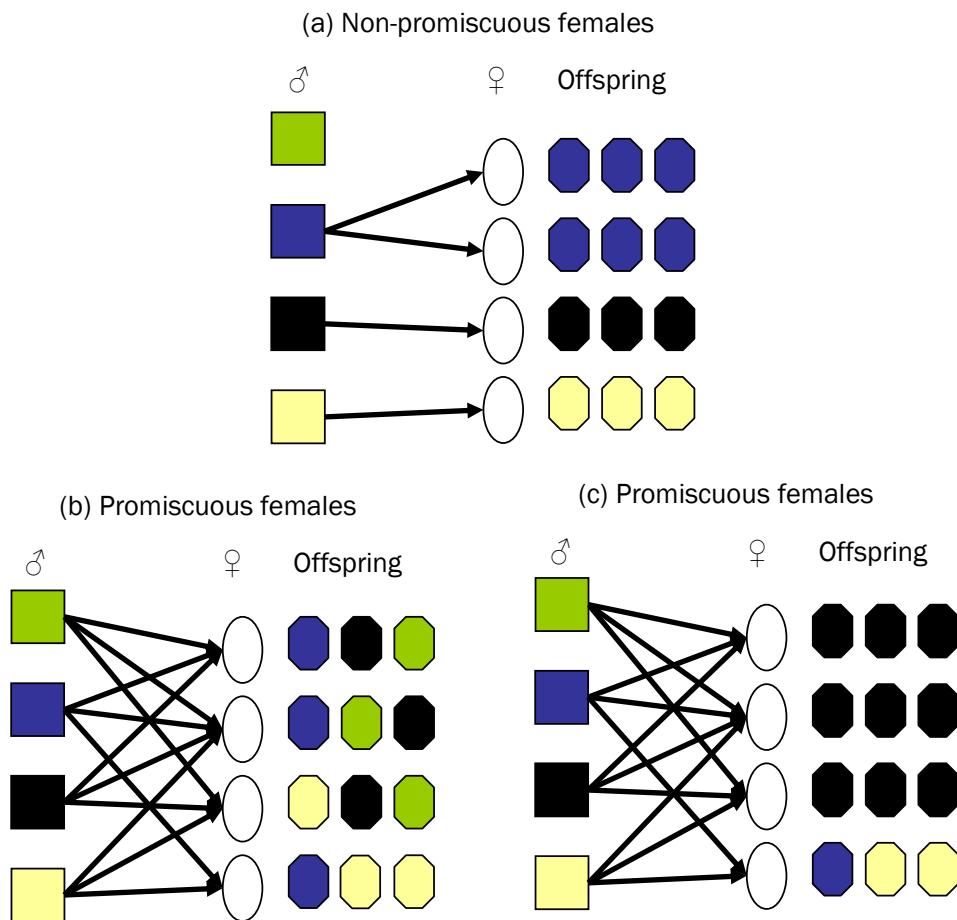 (a) Non-promiscuous females
♂ ♀ Offspring
(b) Promiscuous females
♂ ♀ Offspring
(c) Promiscuous females
♂ ♀ Offspring